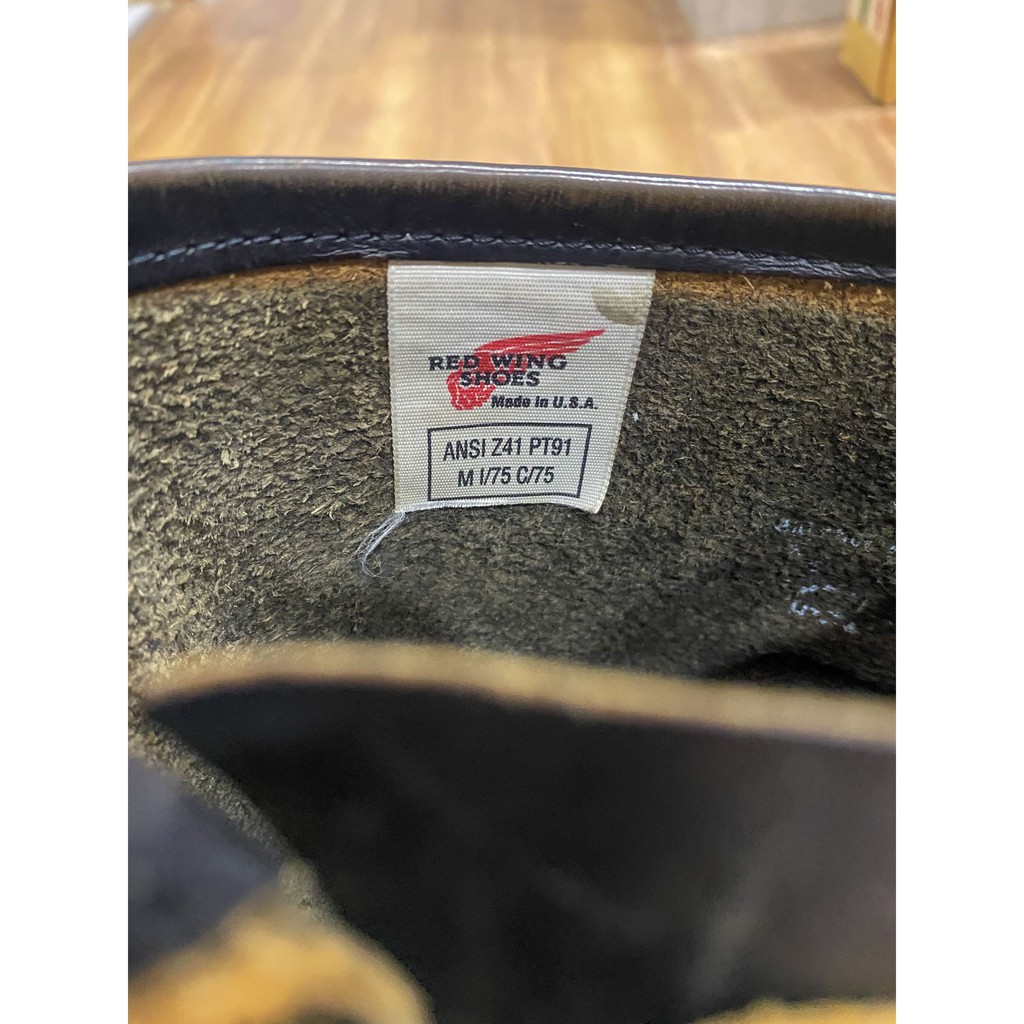 RED WING
SHOES
Made in U.S.A.
ANSI Z41 PT91
M I/75 C/75